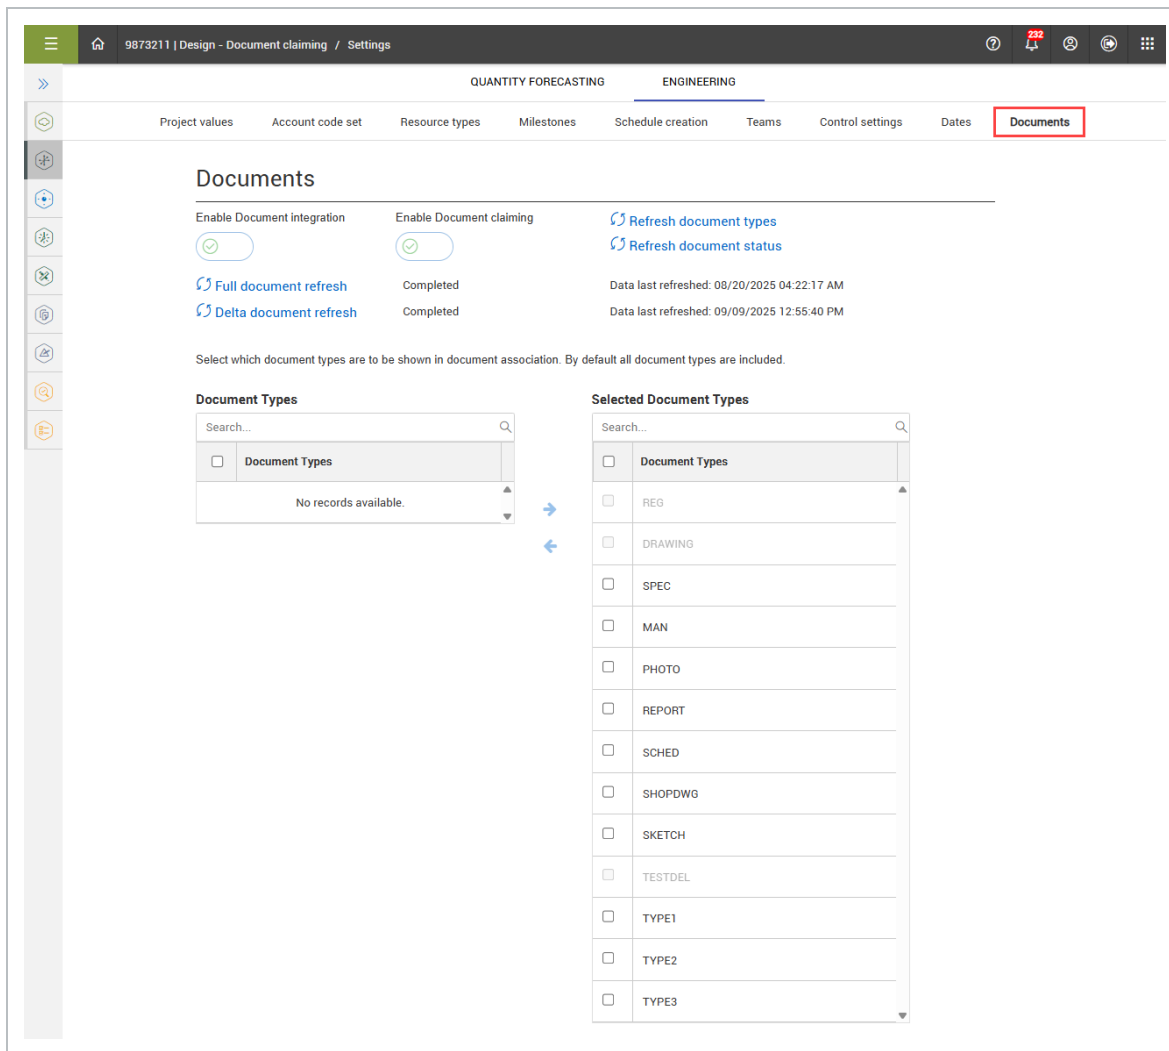 9873211 | Design - Document claiming / Settings
232
QUANTITY FORECASTING ENGINEERING
Project values Account code set Resource types Milestones Schedule creation Teams Control settings Dates Documents
Documents
Enable Document integration Enable Document claiming Refresh document types
Refresh document status
Full document refresh Completed Data last refreshed: 08/20/2025 04:22:17 AM
Delta document refresh Completed Data last refreshed: 09/09/2025 12:55:40 PM
Select which document types are to be shown in document association. By default all document types are included.
Document Types Selected Document Types
Search... Search...
Document Types Document Types
No records available.
REG
DRAWING
SPEC
MAN
PHOTO
REPORT
SCHED
SHOPDWG
SKETCH
TESTDEL
TYPE1
TYPE2
TYPE3